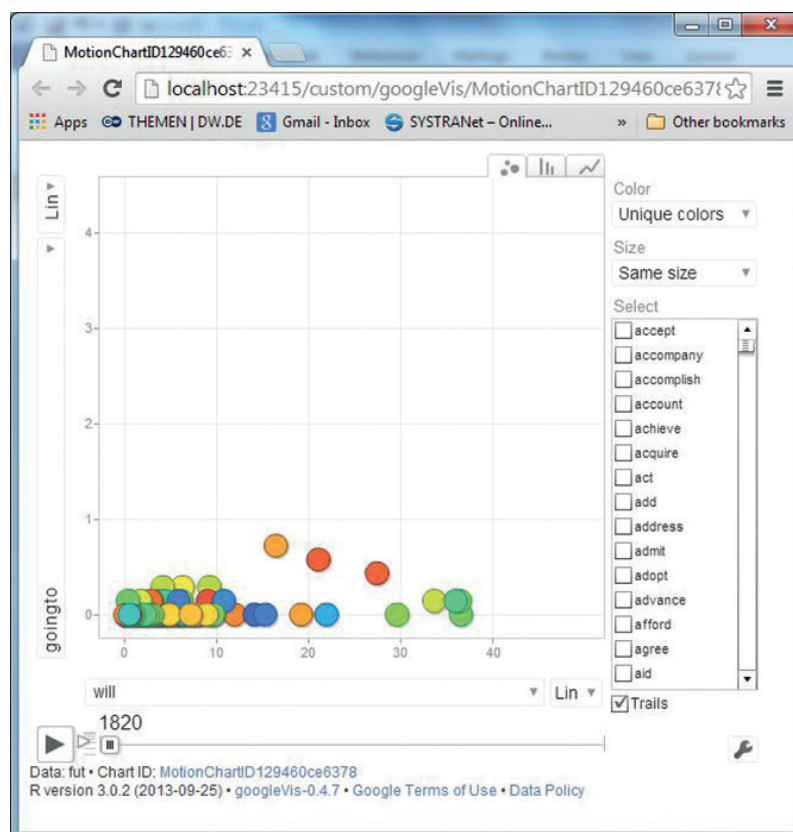 MotionChartID129460ce63
localhost:23415/custom/googleVis/MotionChartID129460ce6378
Apps THEMEN | DW.DE Gmail - Inbox SYSTRANet – Online... » Other bookmarks
Lin
goingto
4
3
2
1
0
0 10 20 30 40
will Lin
1820
Color
Unique colors
Size
Same size
Select
accept
accompany
accomplish
account
achieve
acquire
act
add
address
admit
adopt
advance
afford
agree
aid
Trails
Data: fut • Chart ID: MotionChartID129460ce6378
R version 3.0.2 (2013-09-25) • googleVis-0.4.7 • Google Terms of Use • Data Policy